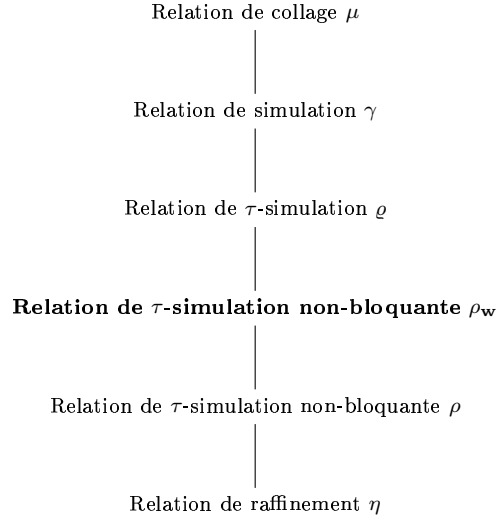 Relation de collage μ
Relation de simulation γ
Relation de τ-simulation ϱ
Relation de τ-simulation non-bloquante ρw
Relation de τ-simulation non-bloquante ρ
Relation de raffinement η